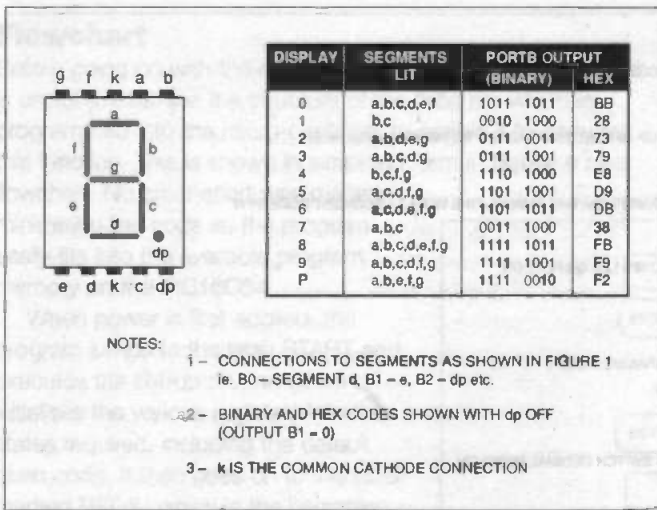 DISPLAY SEGMENTS LIT PORTB OUTPUT (BINARY) HEX
0 a,b,c,d,e,f 1011 1011 BB
1 b,c 0010 1000 28
2 a,b,d,e,g 0111 0011 73
3 a,b,c,d,g 0111 1001 79
4 b,c,f,g 1110 1000 E8
5 a,c,d,f,g 1101 1001 D9
6 a,c,d,e,f,g 1101 1011 DB
7 a,b,c 0011 1000 38
8 a,b,c,d,e,f,g 1111 1011 FB
9 a,b,c,d,f,g 1111 1001 F9
P a,b,e,f,g 1111 0010 F2
g f k a b
a
f b
g
e
d
dp
e d dp
NOTES:
1 – CONNECTIONS TO SEGMENTS AS SHOWN IN FIGURE 1
ie. B0 – SEGMENT d, B1 – e, B2 – dp etc.
2 – BINARY AND HEX CODES SHOWN WITH dp OFF
(OUTPUT B1 – 0)
3 – k IS THE COMMON CATHODE CONNECTION